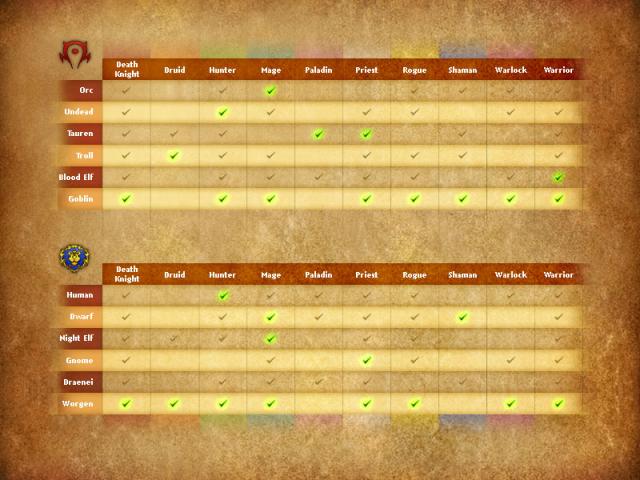 Death Knight Druid Hunter Mage Paladin Priest Rogue Shaman Warlock Warrior
Orc
Undead
Tauren
Troll
Blood Elf
Goblin
Death Knight Druid Hunter Mage Paladin Priest Rogue Shaman Warlock Warrior
Human
Dwarf
Night Elf
Gnome
Draenei
Worgen